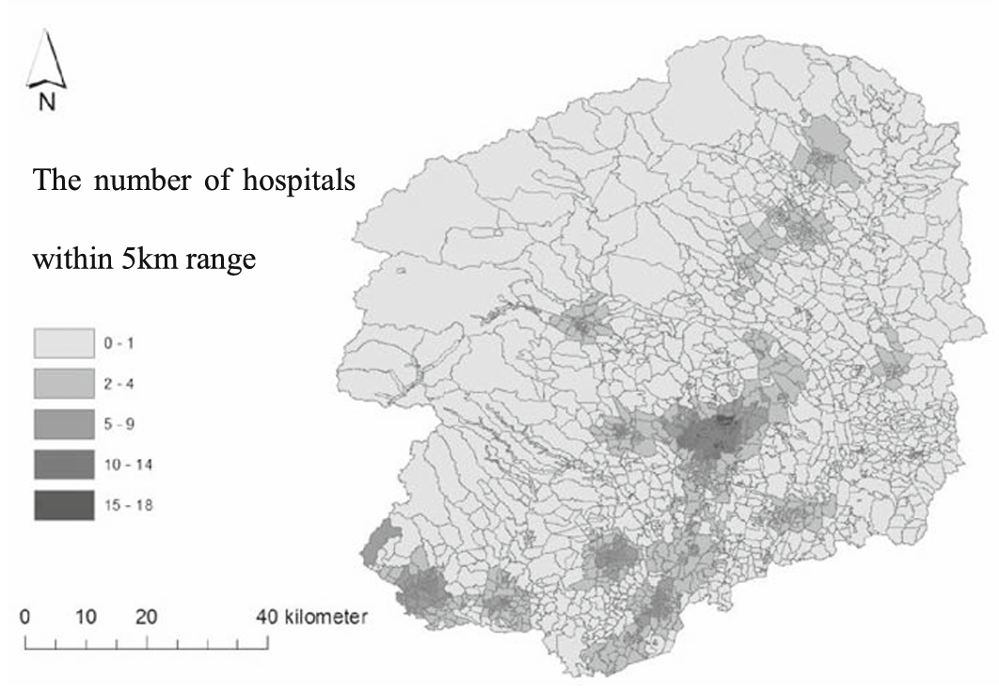 N
The number of hospitals
within 5km range
0 - 1
2 - 4
5 - 9
10 - 14
15 - 18
0 10 20 40 kilometer